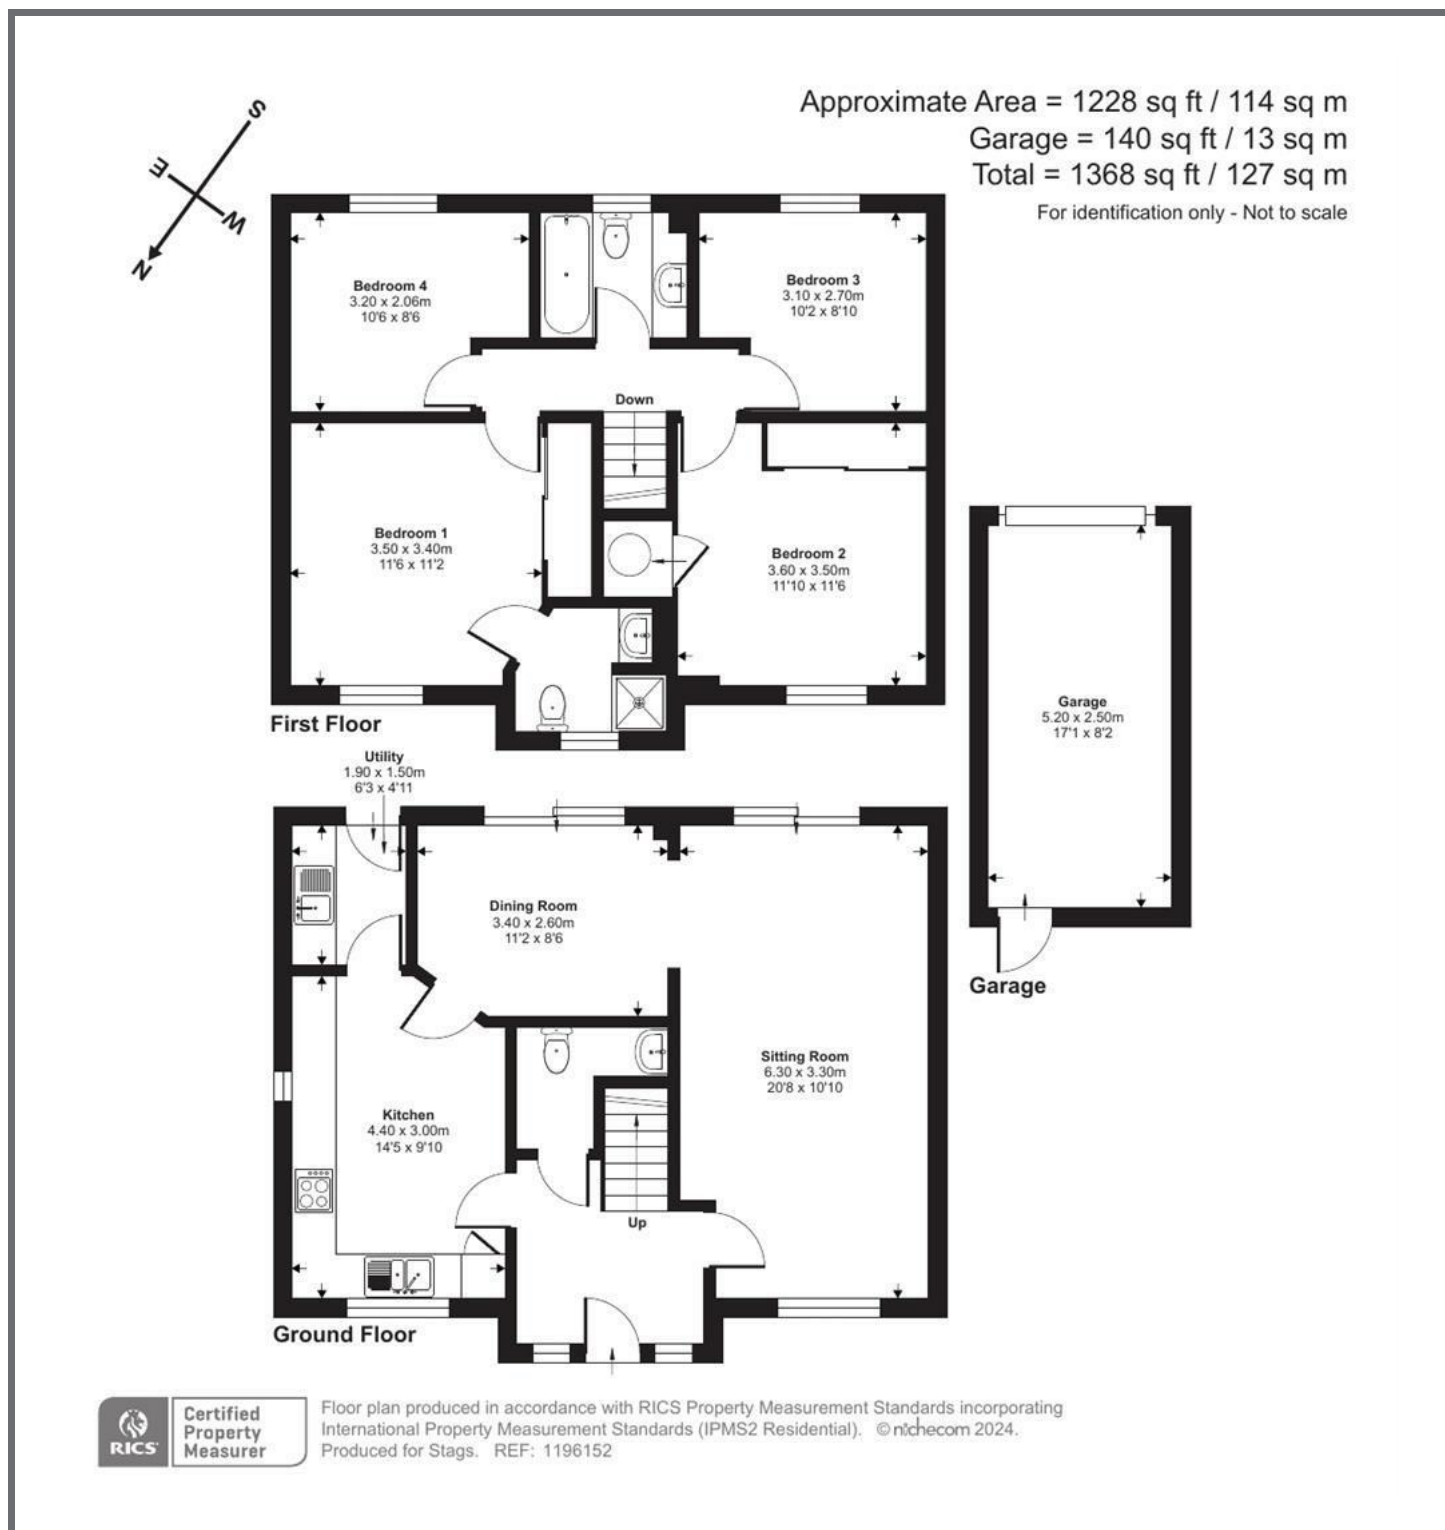 Approximate Area = 1228 sq ft / 114 sq m
Garage = 140 sq ft / 13 sq m
Total = 1368 sq ft / 127 sq m
For identification only - Not to scale
S
E
W
N
Bedroom 4
3.20 x 2.06m
10'6 x 8'6
Bedroom 3
3.10 x 2.70m
10'2 x 8'10
Down
Bedroom 1
3.50 x 3.40m
11'6 x 11'2
Bedroom 2
3.60 x 3.50m
11'10 x 11'6
First Floor
Garage
5.20 x 2.50m
17'1 x 8'2
Garage
Utility
1.90 x 1.50m
6'3 x 4'11
Dining Room
3.40 x 2.60m
11'2 x 8'6
Sitting Room
6.30 x 3.30m
20'8 x 10'10
Kitchen
4.40 x 3.00m
14'5 x 9'10
Up
Ground Floor
RICS
Certified
Property
Measurer
Floor plan produced in accordance with RICS Property Measurement Standards incorporating
International Property Measurement Standards (IPMS2 Residential). © nichecom 2024.
Produced for Stags. REF: 1196152